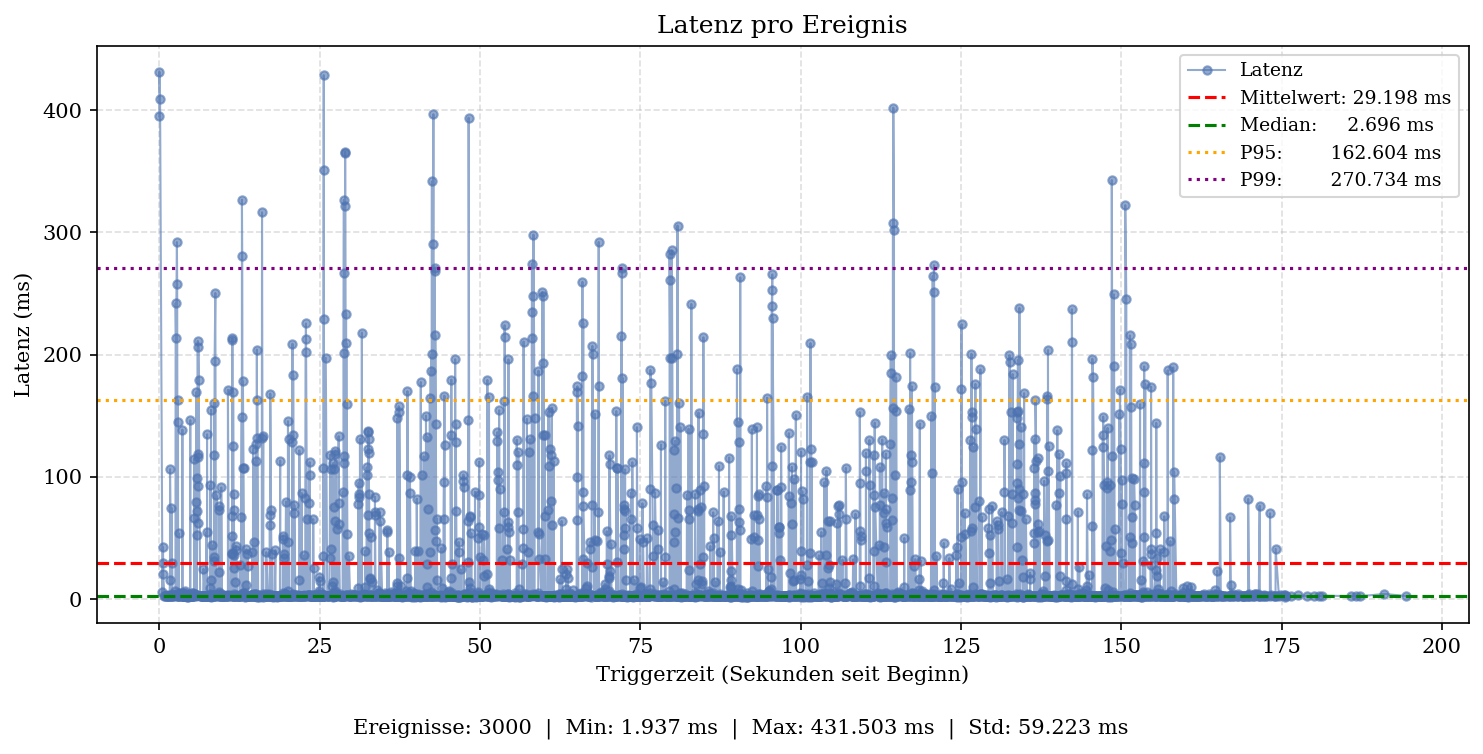 Latenz pro Ereignis
Latenz (ms)
400
300
200
100
0
Latenz
Mittelwert: 29.198 ms
Median: 2.696 ms
P95: 162.604 ms
P99: 270.734 ms
0 25 50 75 100 125 150 175 200
Triggerzeit (Sekunden seit Beginn)
Ereignisse: 3000 | Min: 1.937 ms | Max: 431.503 ms | Std: 59.223 ms